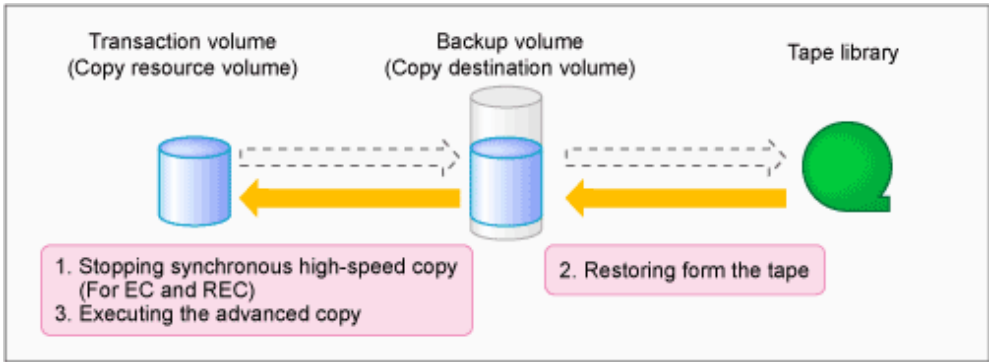 Transaction volume
(Copy resource volume)
Backup volume
(Copy destination volume)
Tape library
1. Stopping synchronous high-speed copy
(For EC and REC)
3. Executing the advanced copy
2. Restoring form the tape